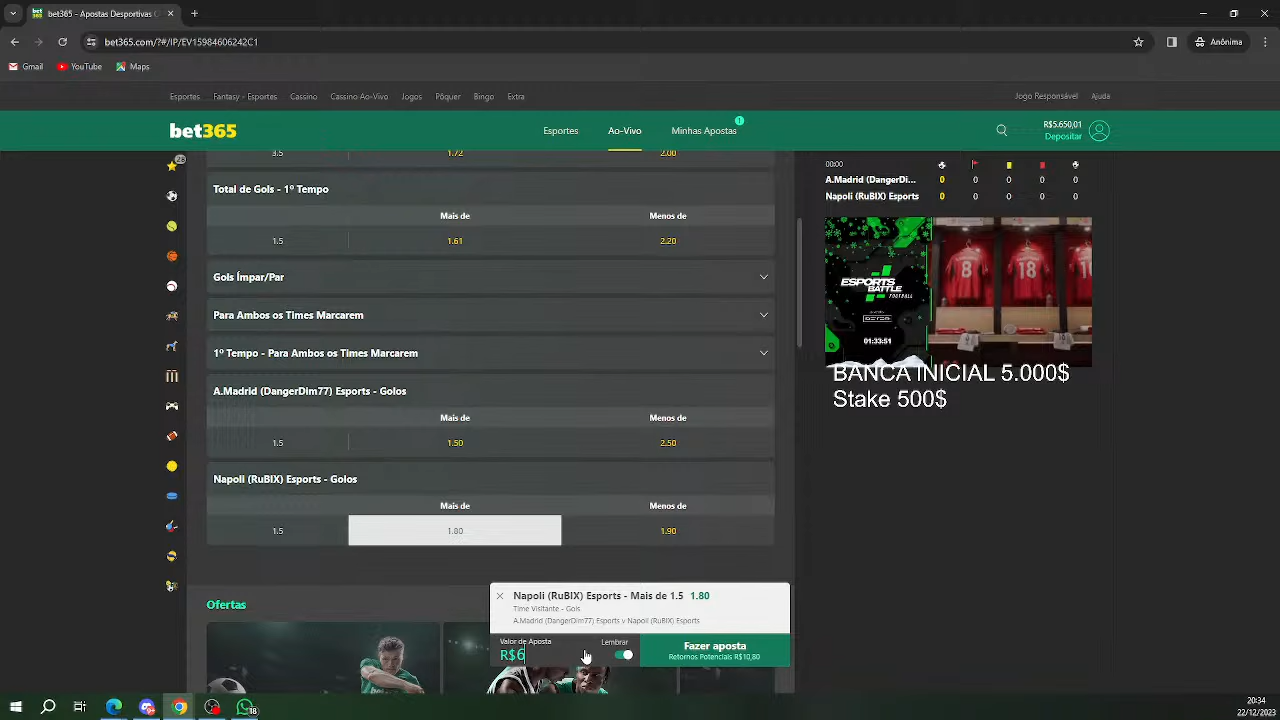 bet365 - Apostas Desportivas O
bet365.com/?#/IP/EV15984606242C1
Anônima
Gmail YouTube Maps
Esportes Fantasy - Esportes Cassino Cassino Ao-Vivo Jogos Pôquer Bingo Extra Jogo Responsável Ajuda
bet365 Esportes Ao-Vivo Minhas Apostas 1 R$5.650,01
Depositar
28
3.5 1.72 2.00
Total de Gols - 1º Tempo
Mais de Menos de
1.5 1.61 2.20
Gols Ímpar/Par
Para Ambos os Times Marcarem
1º Tempo - Para Ambos os Times Marcarem
A.Madrid (DangerDim77) Esports - Golos
Mais de Menos de
1.5 1.50 2.50
Napoli (RuBIX) Esports - Golos
Mais de Menos de
1.5 1.80 1.90
Ofertas
Napoli (RuBIX) Esports - Mais de 1.5 1.80
Time Visitante - Gols
A.Madrid (DangerDim77) Esports v Napoli (RuBIX) Esports
Valor de Aposta Lembrar
R$6
Fazer aposta
Retornos Potenciais R$10,80
00:00
A.Madrid (DangerDi... 0 0 0 0 0
Napoli (RuBIX) Esports 0 0 0 0 0
ESPORTS
BATTLE
FOOTBALL
01:33:51
8 18
BANCA INICIAL 5.000$
Stake 500$
18
20:34
22/12/2023